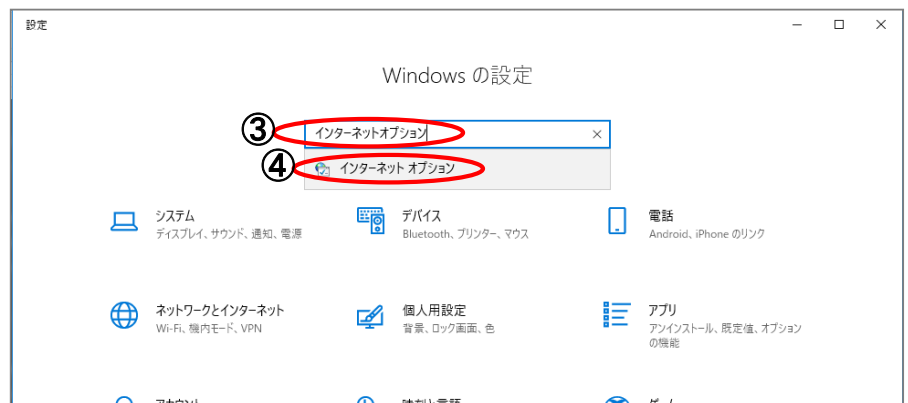 設定
Windows の設定
③ インターネットオプション
④ インターネット オプション
システム
ディスプレイ、サウンド、通知、電源
デバイス
Bluetooth、プリンター、マウス
電話
Android、iPhone のリンク
ネットワークとインターネット
Wi-Fi、機内モード、VPN
個人用設定
背景、ロック画面、色
アプリ
アンインストール、既定値、オプション
の機能